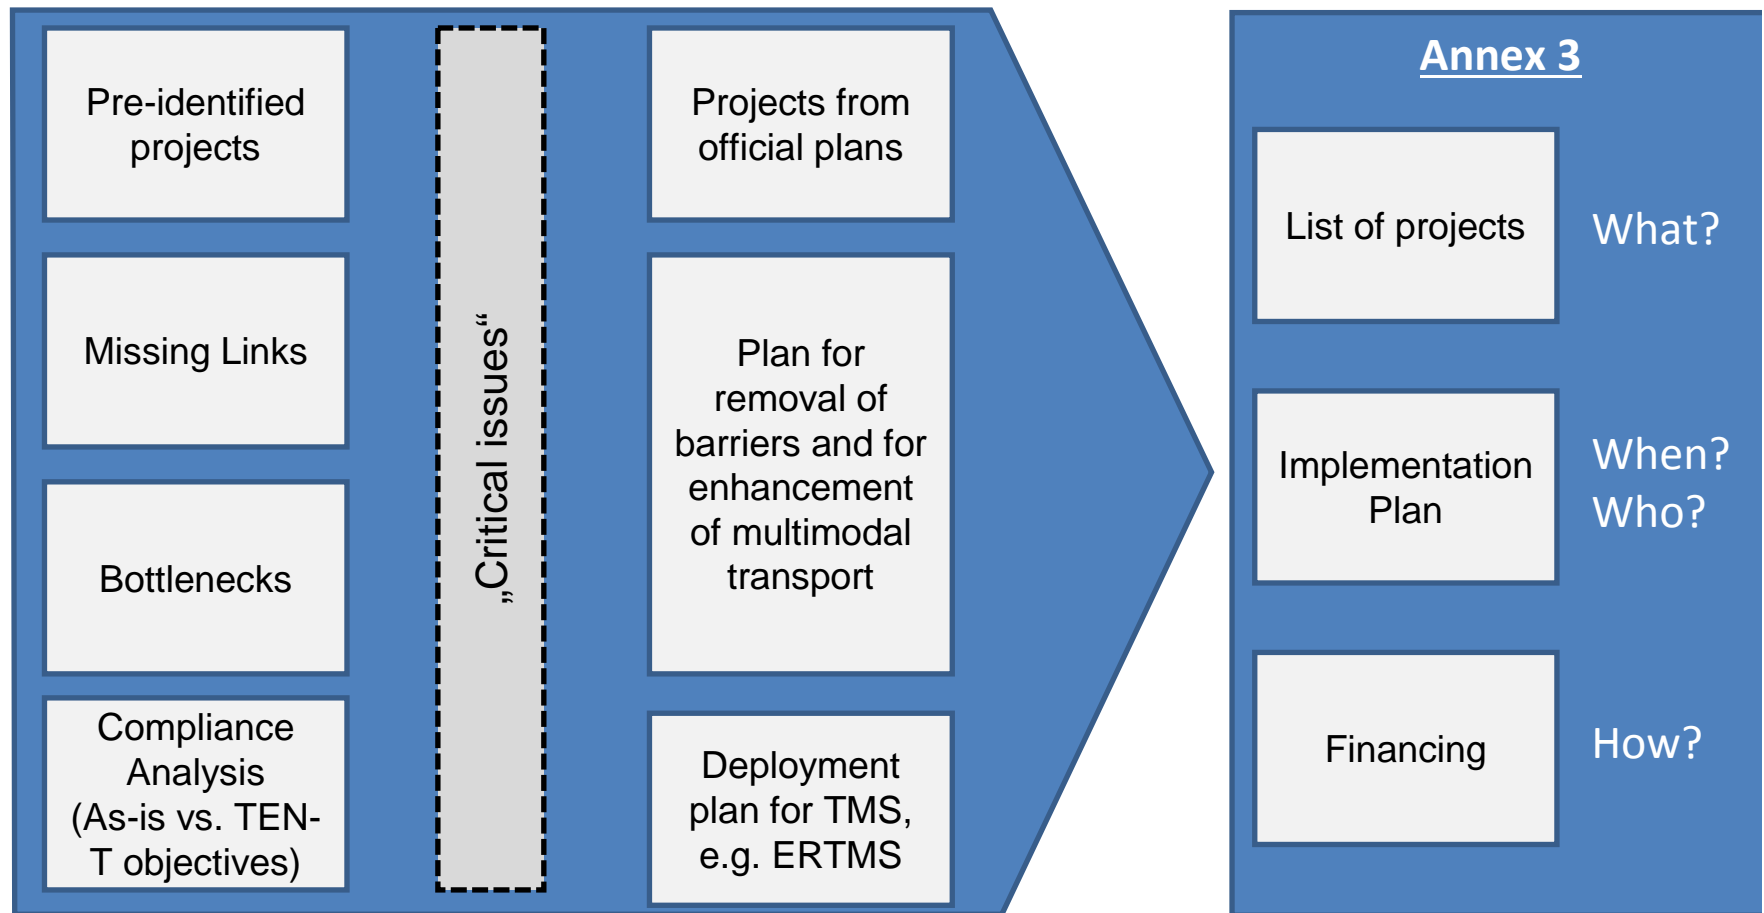 Pre-identified
projects
Missing Links
Bottlenecks
Compliance
Analysis
(As-is vs. TEN-
T objectives)
„Critical issues“
Projects from
official plans
Plan for
removal of
barriers and for
enhancement
of multimodal
transport
Deployment
plan for TMS,
e.g. ERTMS
Annex 3
List of projects
What?
Implementation
Plan
When?
Who?
Financing
How?